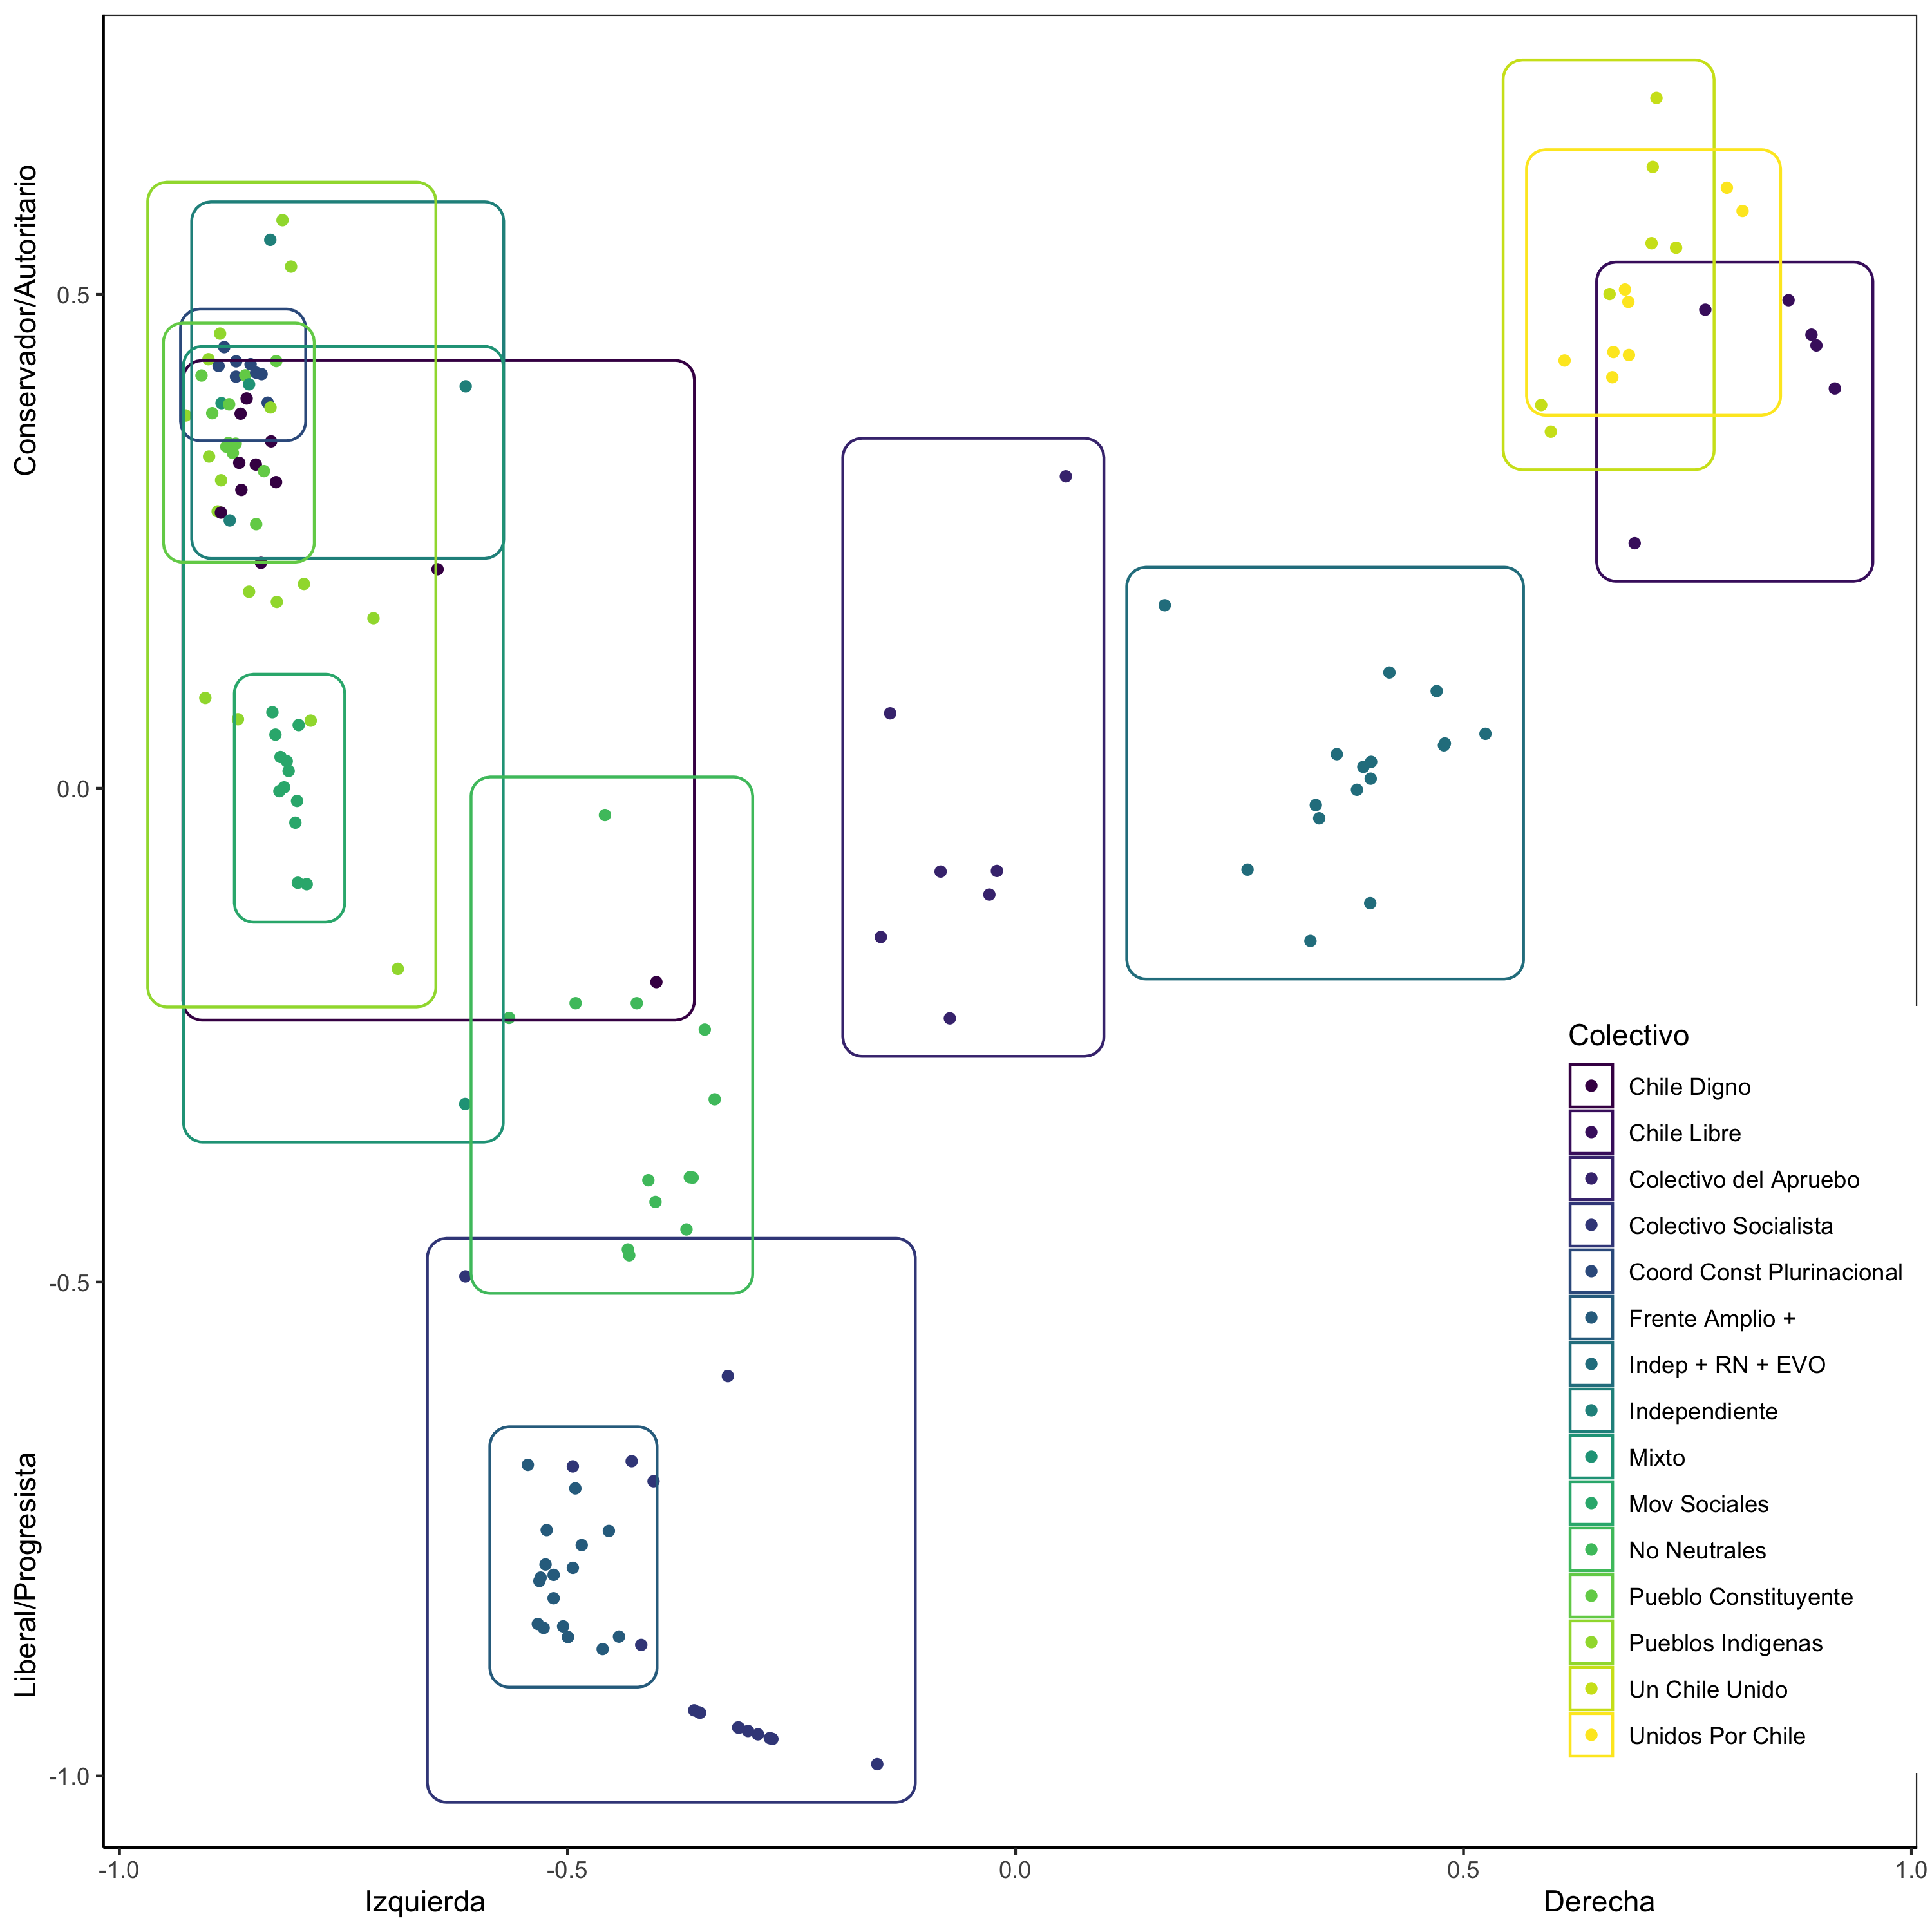 Conservador/Autoritario
Liberal/Progresista
0.5
0.0
-0.5
-1.0
-1.0
-0.5
0.0
0.5
1.0
Izquierda
Derecha
Colectivo
Chile Digno
Chile Libre
Colectivo del Apruebo
Colectivo Socialista
Coord Const Plurinacional
Frente Amplio +
Indep + RN + EVO
Independiente
Mixto
Mov Sociales
No Neutrales
Pueblo Constituyente
Pueblos Indigenas
Un Chile Unido
Unidos Por Chile